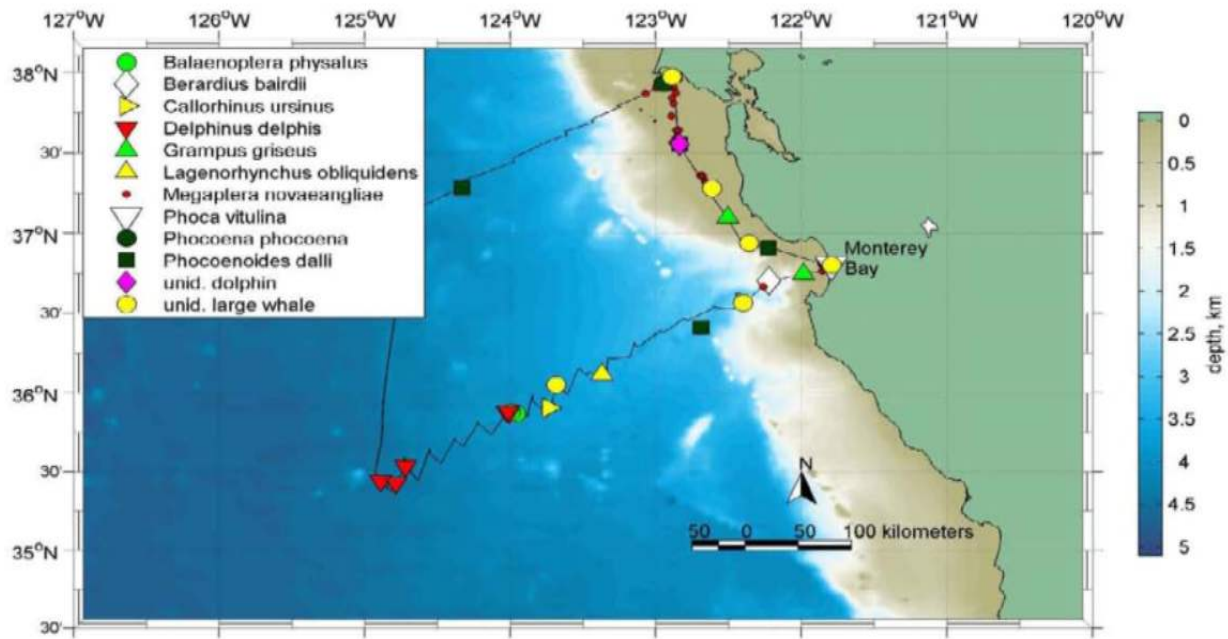 127°W 126°W 125°W 124°W 123°W 122°W 121°W 120°W
Balaenoptera physalus
Berardius bairdii
Callorhinus ursinus
Delphinus delphis
Grampus griseus
Lagenorhynchus obliquidens
Megaptera novaeangliae
Phoca vitulina
Phocoena phocoena
Phocoenoides dalli
unid. dolphin
unid. large whale
38°N
30'
37°N
30'
36°N
30'
35°N
30'
Monterey
Bay
N
50 0 50 100 kilometers
0
0.5
1
1.5
2
2.5
3
3.5
4
4.5
5
depth, km